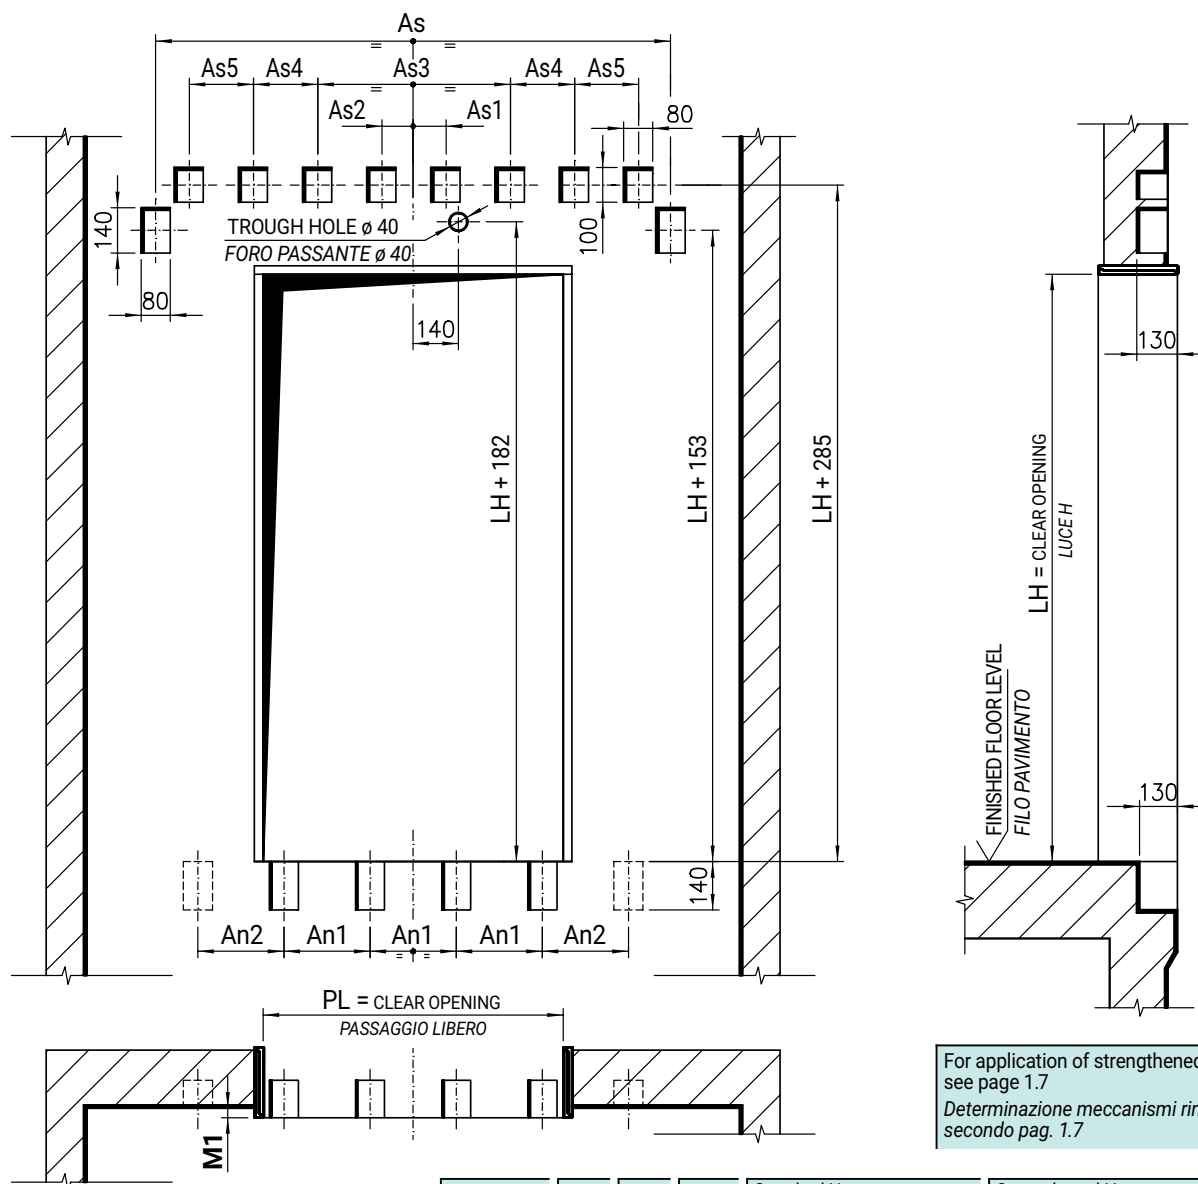 As
= =
As5 As4 As3 As4 As5
= =
As2 As1 80
140
TROUGH HOLE ø 40
FORO PASSANTE ø 40
100
80
140
130
LH + 182
LH + 153
LH + 285
LH = CLEAR OPENING
LUCE H
FINISHED FLOOR LEVEL
FILO PAVIMENTO
130
140
An2 An1 An1 An1 An2
= =
PL = CLEAR OPENING
PASSAGGIO LIBERO
M1
For application of strengthened
see page 1.7
Determinazione meccanismi rin
secondo pag. 1.7